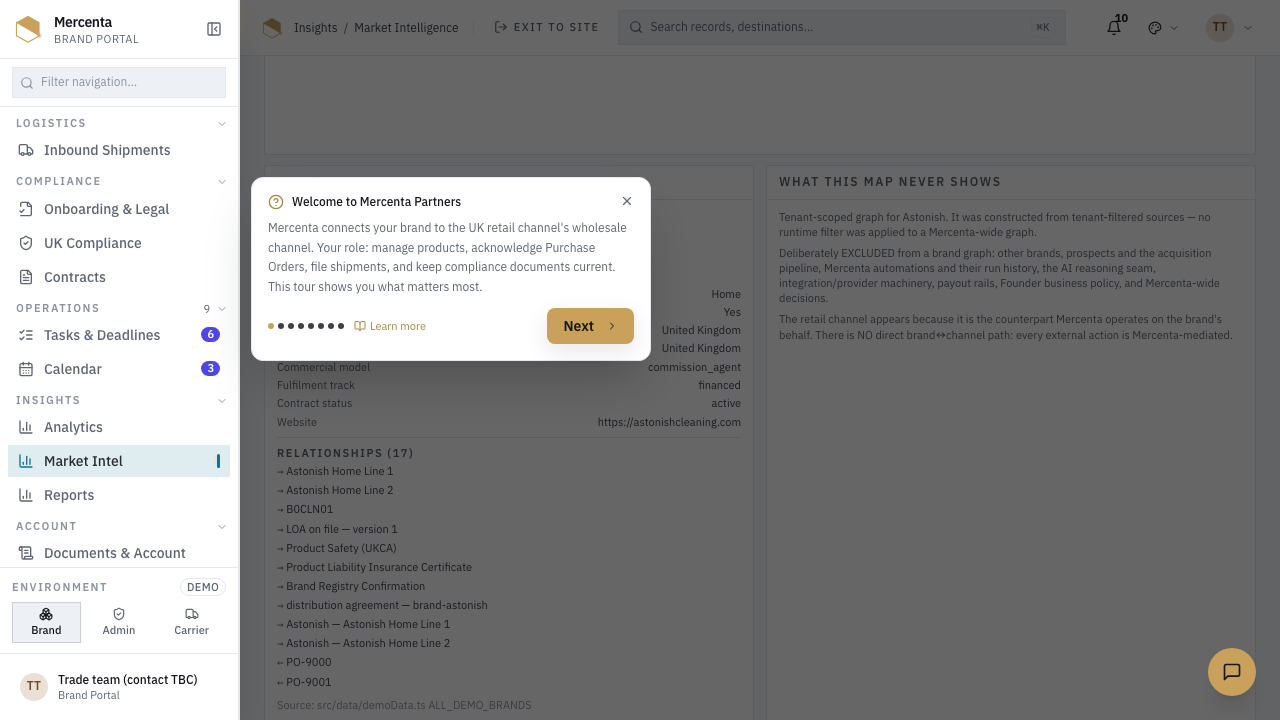 Mercenta
BRAND PORTAL
Filter navigation...
LOGISTICS
Inbound Shipments
COMPLIANCE
Onboarding & Legal
UK Compliance
Contracts
OPERATIONS 9
Tasks & Deadlines 6
Calendar 3
INSIGHTS
Analytics
Market Intel
Reports
ACCOUNT
Documents & Account
ENVIRONMENT DEMO
Brand Admin Carrier
TT Trade team (contact TBC)
Brand Portal
Insights / Market Intelligence EXIT TO SITE Search records, destinations... ⌘K 10 TT
Welcome to Mercenta Partners
Mercenta connects your brand to the UK retail channel's wholesale
channel. Your role: manage products, acknowledge Purchase
Orders, file shipments, and keep compliance documents current.
This tour shows you what matters most.
Learn more Next
Home
Yes
United Kingdom
United Kingdom
Commercial model commission_agent
Fulfilment track financed
Contract status active
Website https://astonishcleaning.com
RELATIONSHIPS (17)
→ Astonish Home Line 1
→ Astonish Home Line 2
→ B0CLN01
→ LOA on file — version 1
→ Product Safety (UKCA)
→ Product Liability Insurance Certificate
→ Brand Registry Confirmation
→ distribution agreement — brand-astonish
→ Astonish — Astonish Home Line 1
→ Astonish — Astonish Home Line 2
← PO-9000
← PO-9001
Source: src/data/demoData.ts ALL_DEMO_BRANDS
WHAT THIS MAP NEVER SHOWS
Tenant-scoped graph for Astonish. It was constructed from tenant-filtered sources — no
runtime filter was applied to a Mercenta-wide graph.
Deliberately EXCLUDED from a brand graph: other brands, prospects and the acquisition
pipeline, Mercenta automations and their run history, the AI reasoning seam,
integration/provider machinery, payout rails, Founder business policy, and Mercenta-wide
decisions.
The retail channel appears because it is the counterpart Mercenta operates on the brand's
behalf. There is NO direct brand↔channel path: every external action is Mercenta-mediated.